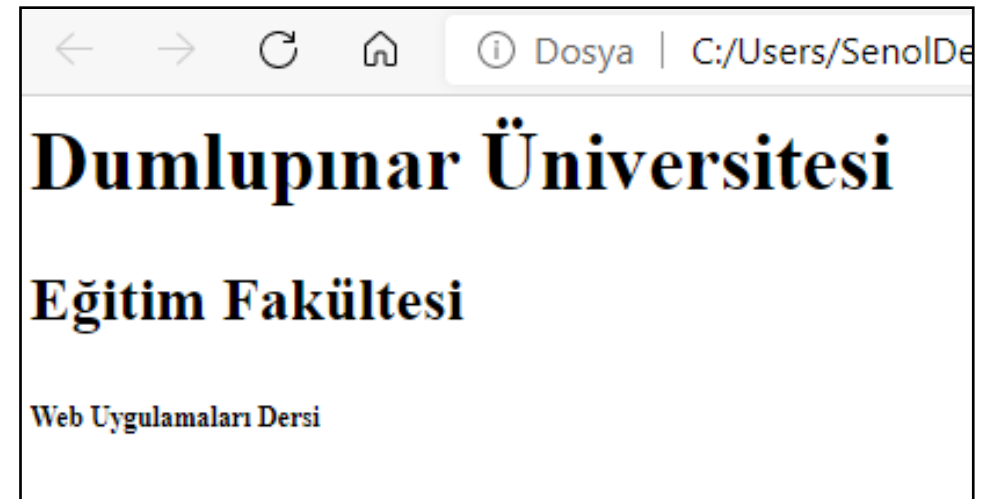 Dosya | C:/Users/SenolDe
Dumlupınar Üniversitesi
Eğitim Fakültesi
Web Uygulamaları Dersi